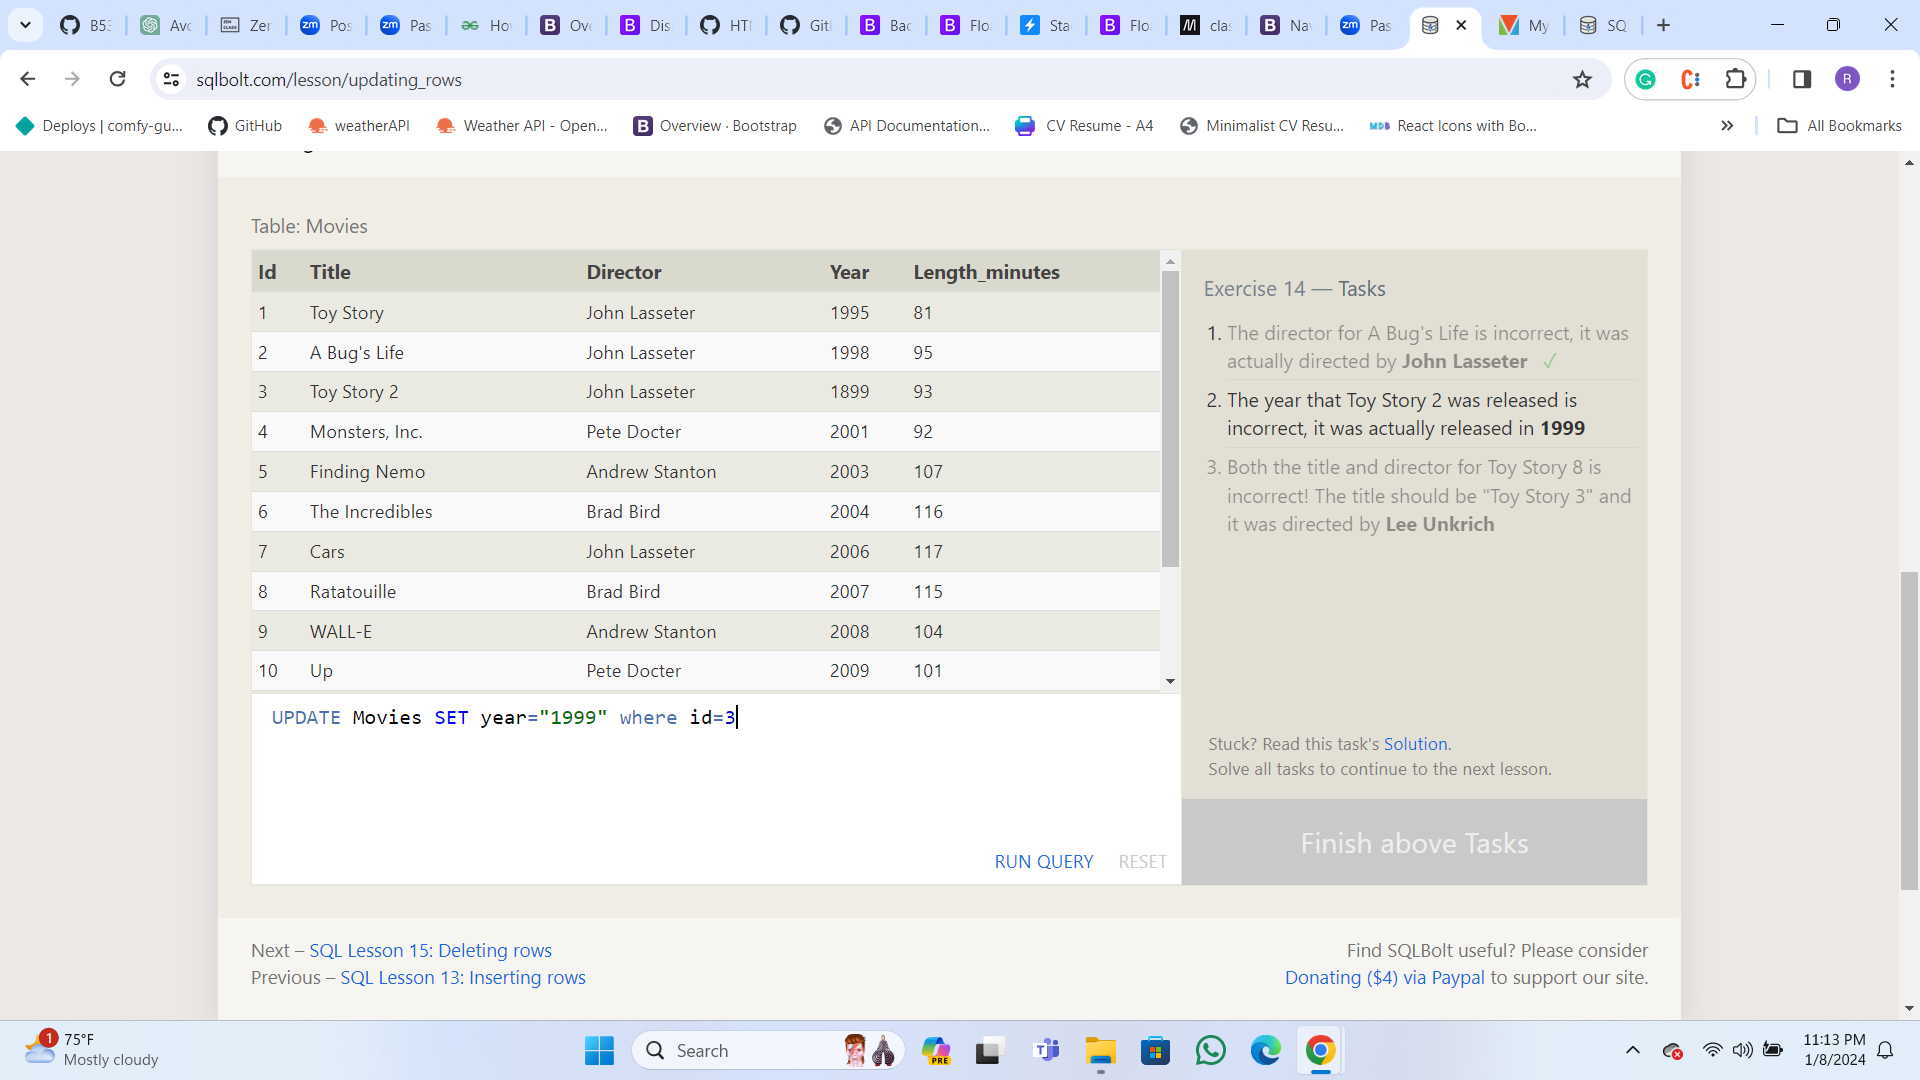 B53
Avo
Zer
Pos
Pas
Ho
Ove
Dis
HTI
Gitl
Bac
Flo
Sta
Flo
clas
Nav
Pas
My
SQ
sqlbolt.com/lesson/updating_rows
R
Deploys | comfy-gu...
GitHub
weatherAPI
Weather API - Open...
Overview · Bootstrap
API Documentation...
CV Resume - A4
Minimalist CV Resu...
React Icons with Bo...
All Bookmarks
Table: Movies
Id Title Director Year Length_minutes
1 Toy Story John Lasseter 1995 81
2 A Bug's Life John Lasseter 1998 95
3 Toy Story 2 John Lasseter 1899 93
4 Monsters, Inc. Pete Docter 2001 92
5 Finding Nemo Andrew Stanton 2003 107
6 The Incredibles Brad Bird 2004 116
7 Cars John Lasseter 2006 117
8 Ratatouille Brad Bird 2007 115
9 WALL-E Andrew Stanton 2008 104
10 Up Pete Docter 2009 101
UPDATE Movies SET year="1999" where id=3
RUN QUERY RESET
Exercise 14 — Tasks
1. The director for A Bug's Life is incorrect, it was
actually directed by John Lasseter ✓
2. The year that Toy Story 2 was released is
incorrect, it was actually released in 1999
3. Both the title and director for Toy Story 8 is
incorrect! The title should be "Toy Story 3" and
it was directed by Lee Unkrich
Stuck? Read this task's Solution.
Solve all tasks to continue to the next lesson.
Finish above Tasks
Next – SQL Lesson 15: Deleting rows
Previous – SQL Lesson 13: Inserting rows
Find SQLBolt useful? Please consider
Donating ($4) via Paypal to support our site.
1
75°F
Mostly cloudy
Search
PRE
11:13 PM
1/8/2024